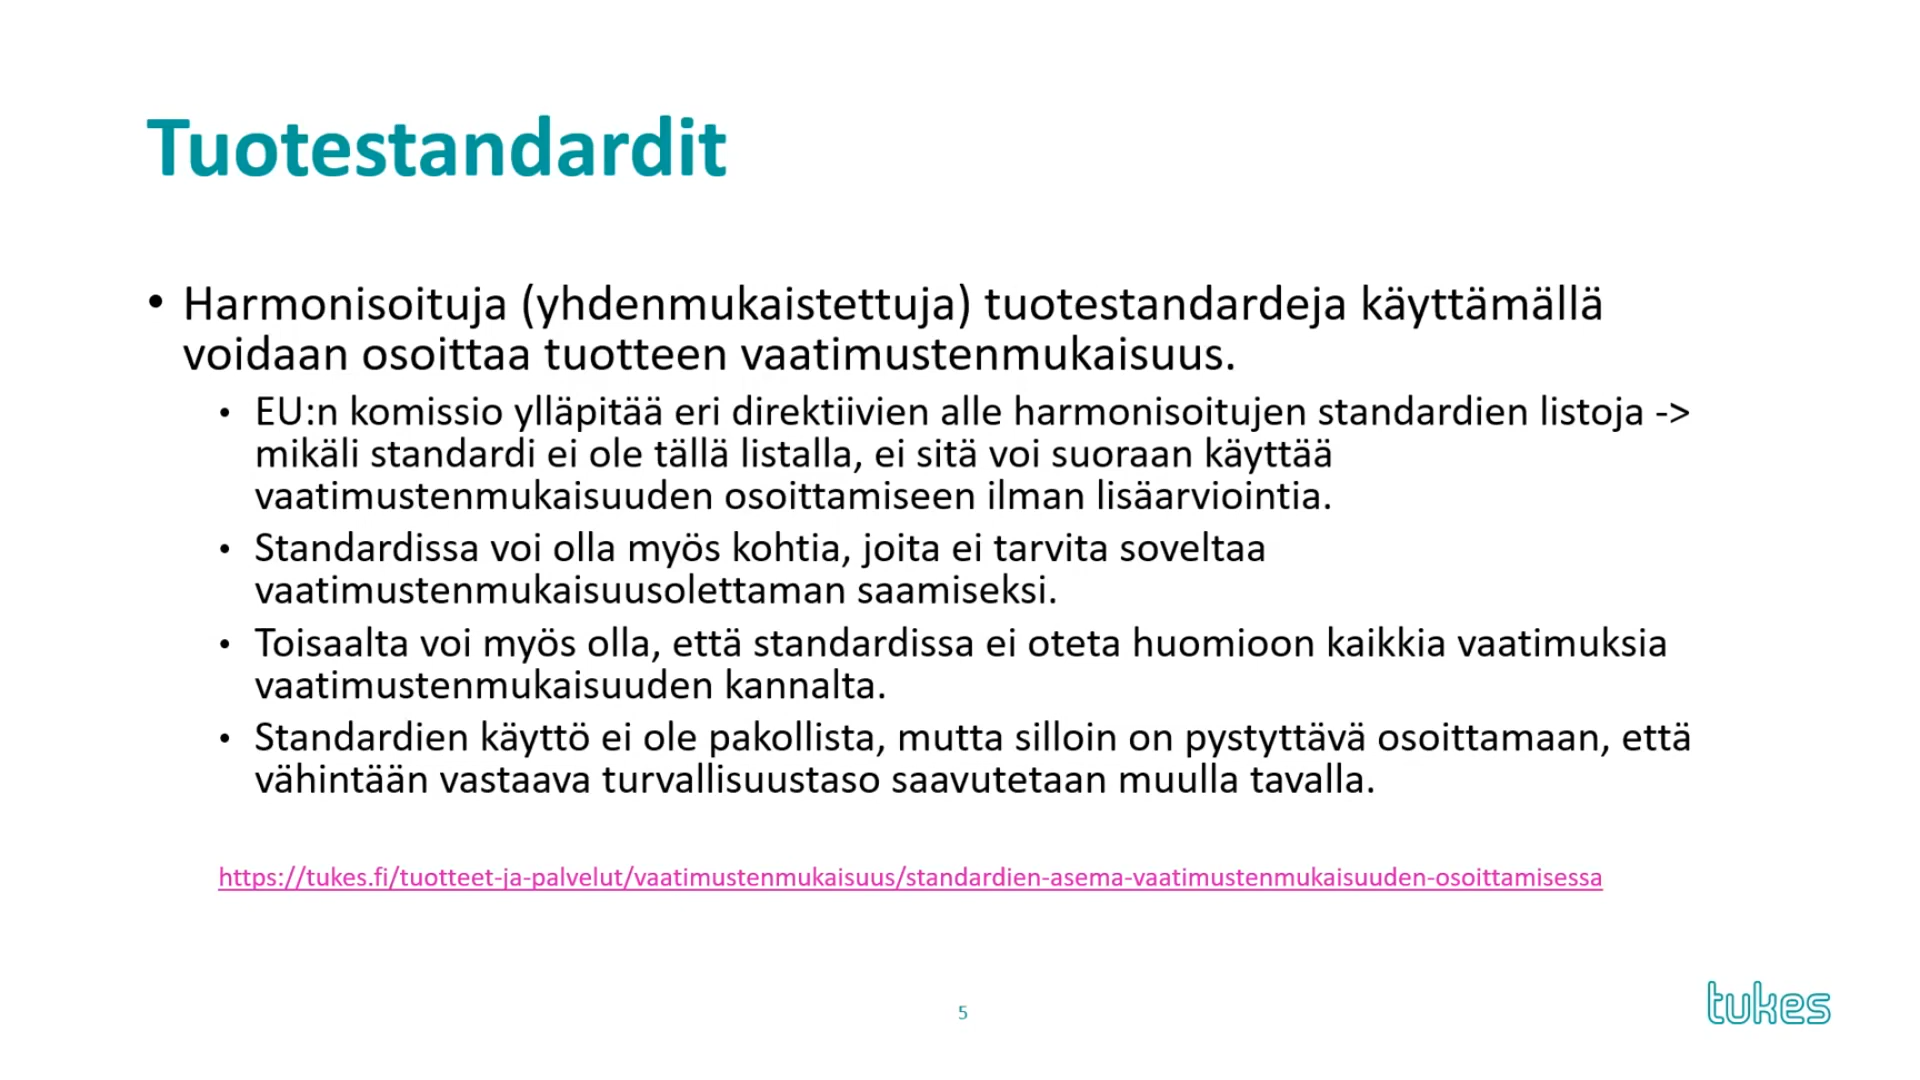 Tuotestandardit
• Harmonisoituja (yhdenmukaistettuja) tuotestandardeja käyttämällä
voidaan osoittaa tuotteen vaatimustenmukaisuus.
• EU:n komissio ylläpitää eri direktiivien alle harmonisoitujen standardien listoja ->
mikäli standardi ei ole tällä listalla, ei sitä voi suoraan käyttää
vaatimustenmukaisuuden osoittamiseen ilman lisäarviointia.
• Standardissa voi olla myös kohtia, joita ei tarvita soveltaa
vaatimustenmukaisuusolettaman saamiseksi.
• Toisaalta voi myös olla, että standardissa ei oteta huomioon kaikkia vaatimuksia
vaatimustenmukaisuuden kannalta.
• Standardien käyttö ei ole pakollista, mutta silloin on pystyttävä osoittamaan, että
vähintään vastaava turvallisuustaso saavutetaan muulla tavalla.
https://tukes.fi/tuotteet-ja-palvelut/vaatimustenmukaisuus/standardien-asema-vaatimustenmukaisuuden-osoittamisessa
5
tukes